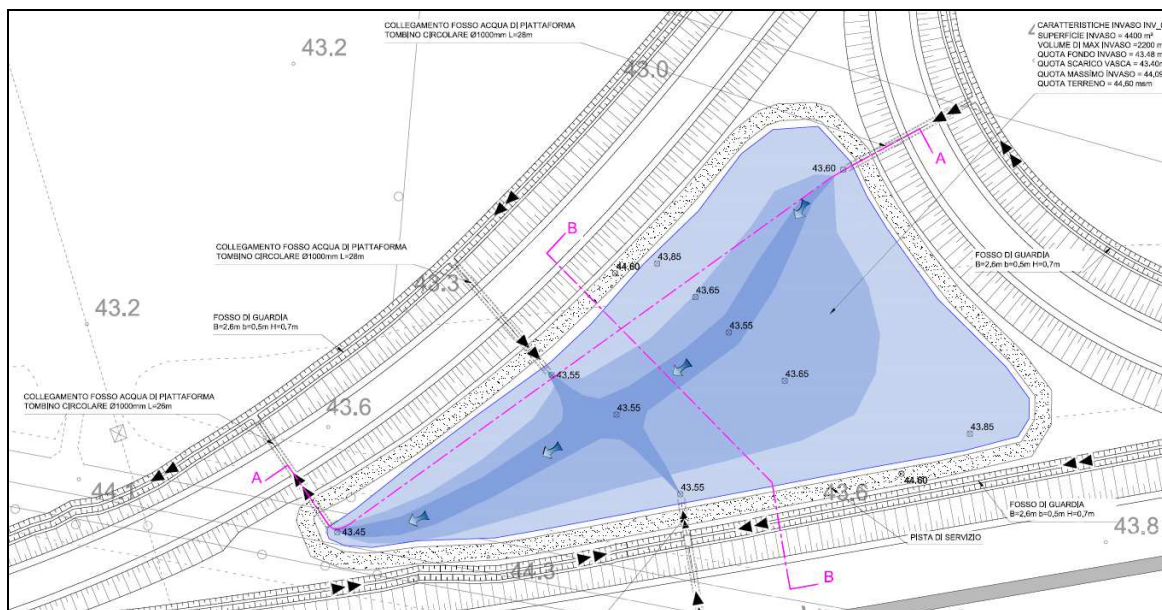 COLLEGAMENTO FOSSO ACQUA DI PIATTAFORMA
TOMBINO CIRCOLARE Ø1000mm L=28m
CARATTERISTICHE INVASO
SUPERFICIE INVASO = 4400 m²
VOLUME DI MAX INVASO =2200
QUOTA FONDO INVASO = 43.48
QUOTA SCARICO VASCA = 43.40
QUOTA MASSIMO INVASO = 44,09
QUOTA TERRENO = 44,60 msm
43.2
43.0
A
43.60
B
COLLEGAMENTO FOSSO ACQUA DI PIATTAFORMA
TOMBINO CIRCOLARE Ø1000mm L=28m
44.60
43.85
FOSSO DI GUARDIA
B=2,6m b=0,5m H=0,7m
43.3
43.65
43.2
FOSSO DI GUARDIA
B=2,6m b=0,5m H=0,7m
43.55
43.55
43.65
COLLEGAMENTO FOSSO ACQUA DI PIATTAFORMA
TOMBINO CIRCOLARE Ø1000mm L=26m
43.6
43.55
43.85
A
44.60
44.1
43.55
43.6
FOSSO DI GUARDIA
B=2,6m b=0,5m H=0,7m
43.8
43.45
PISTA DI SERVIZIO
44.3
B